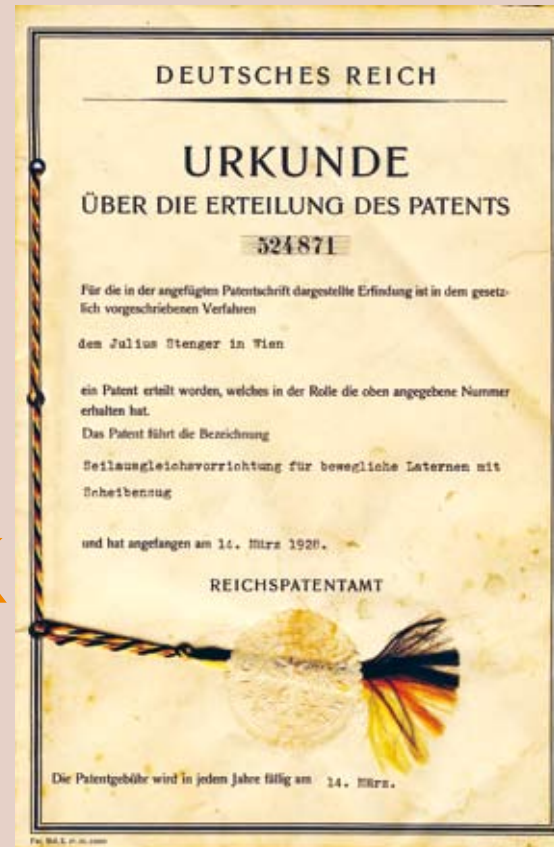 DEUTSCHES REICH
URKUNDE
ÜBER DIE ERTEILUNG DES PATENTS
524871
Für die in der angefügten Patentschrift dargestellte Erfindung ist in dem gesetz-
lich vorgeschriebenen Verfahren
dem Julius Stenger in Wien
ein Patent erteilt worden, welches in der Rolle die oben angegebene Nummer
erhalten hat.
Das Patent führt die Bezeichnung
Seilausgleichsvorrichtung für bewegliche Laternen mit
Scheibenzug
und hat angefangen am 14. März 1928.
REICHSPATENTAMT
Die Patentgebühr wird in jedem Jahre fällig am 14. März.